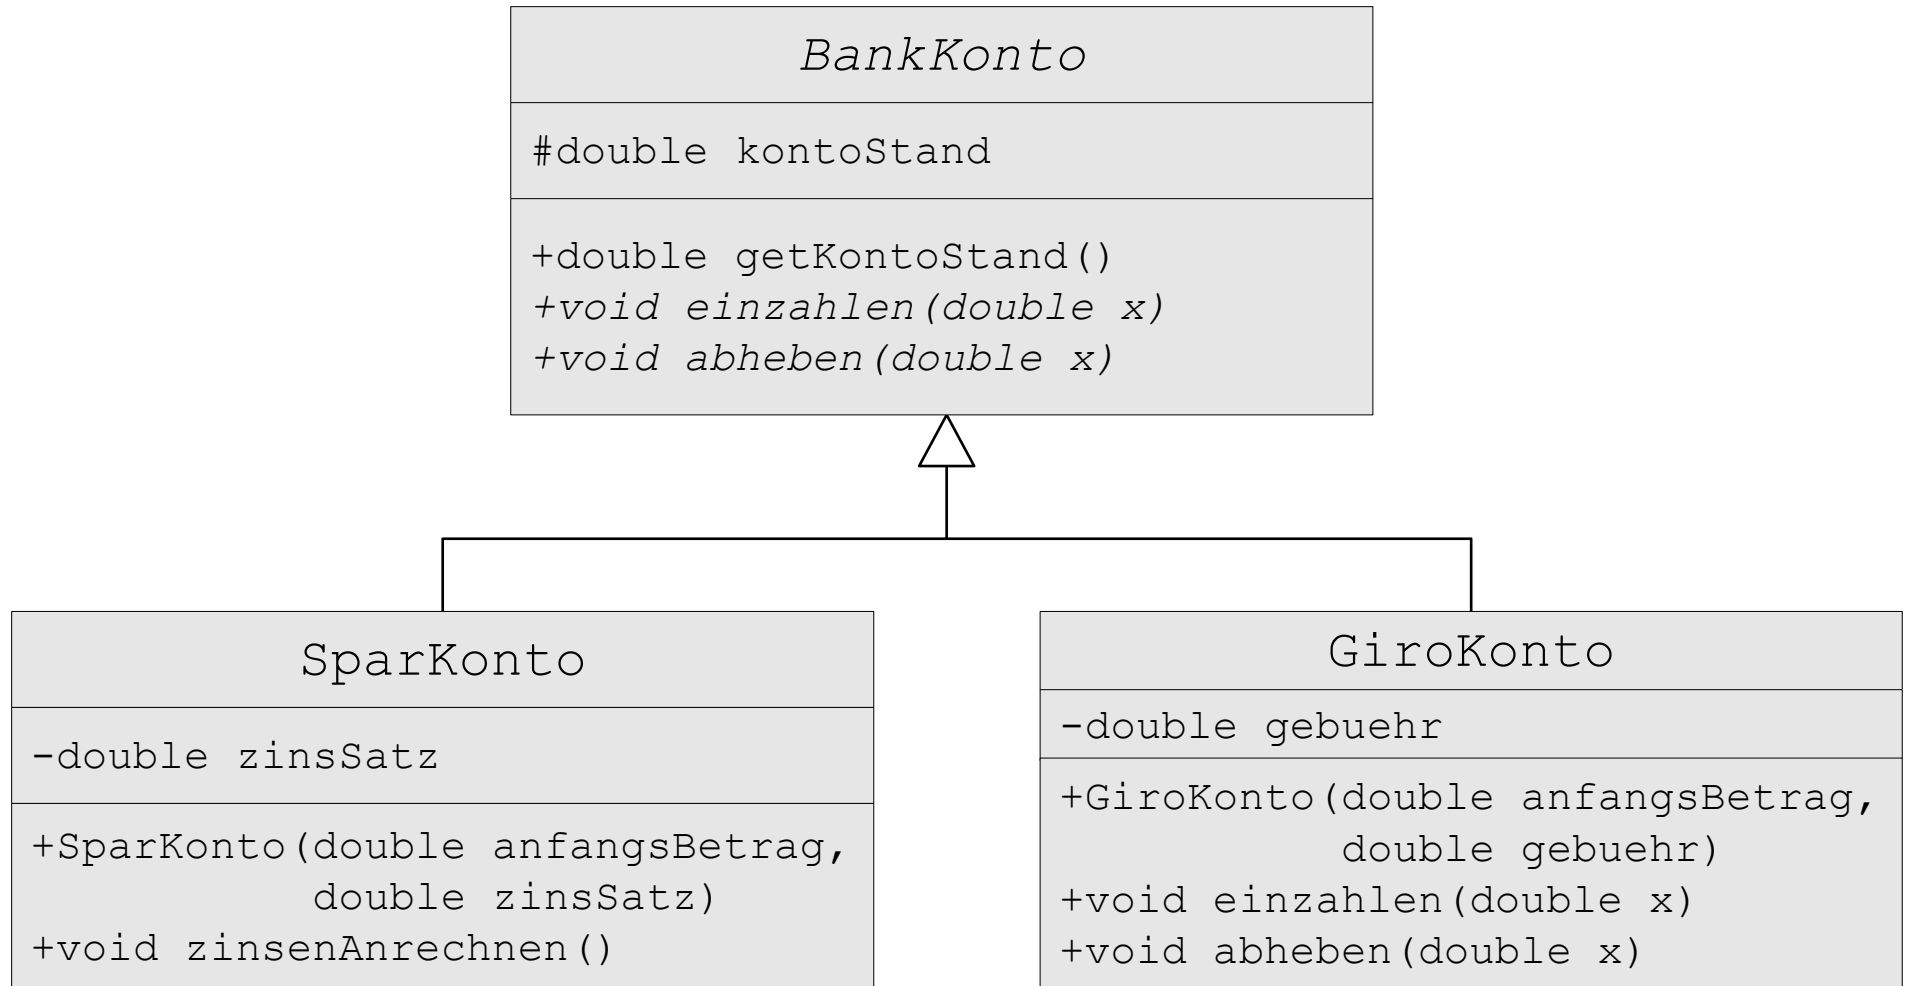 BankKonto
#double kontoStand
+double getKontoStand()
+void einzahlen(double x)
+void abheben(double x)
SparKonto
-double zinsSatz
+SparKonto(double anfangsBetrag,
double zinsSatz)
+void zinsenAnrechnen()
GiroKonto
-double gebuehr
+GiroKonto(double anfangsBetrag,
double gebuehr)
+void einzahlen(double x)
+void abheben(double x)